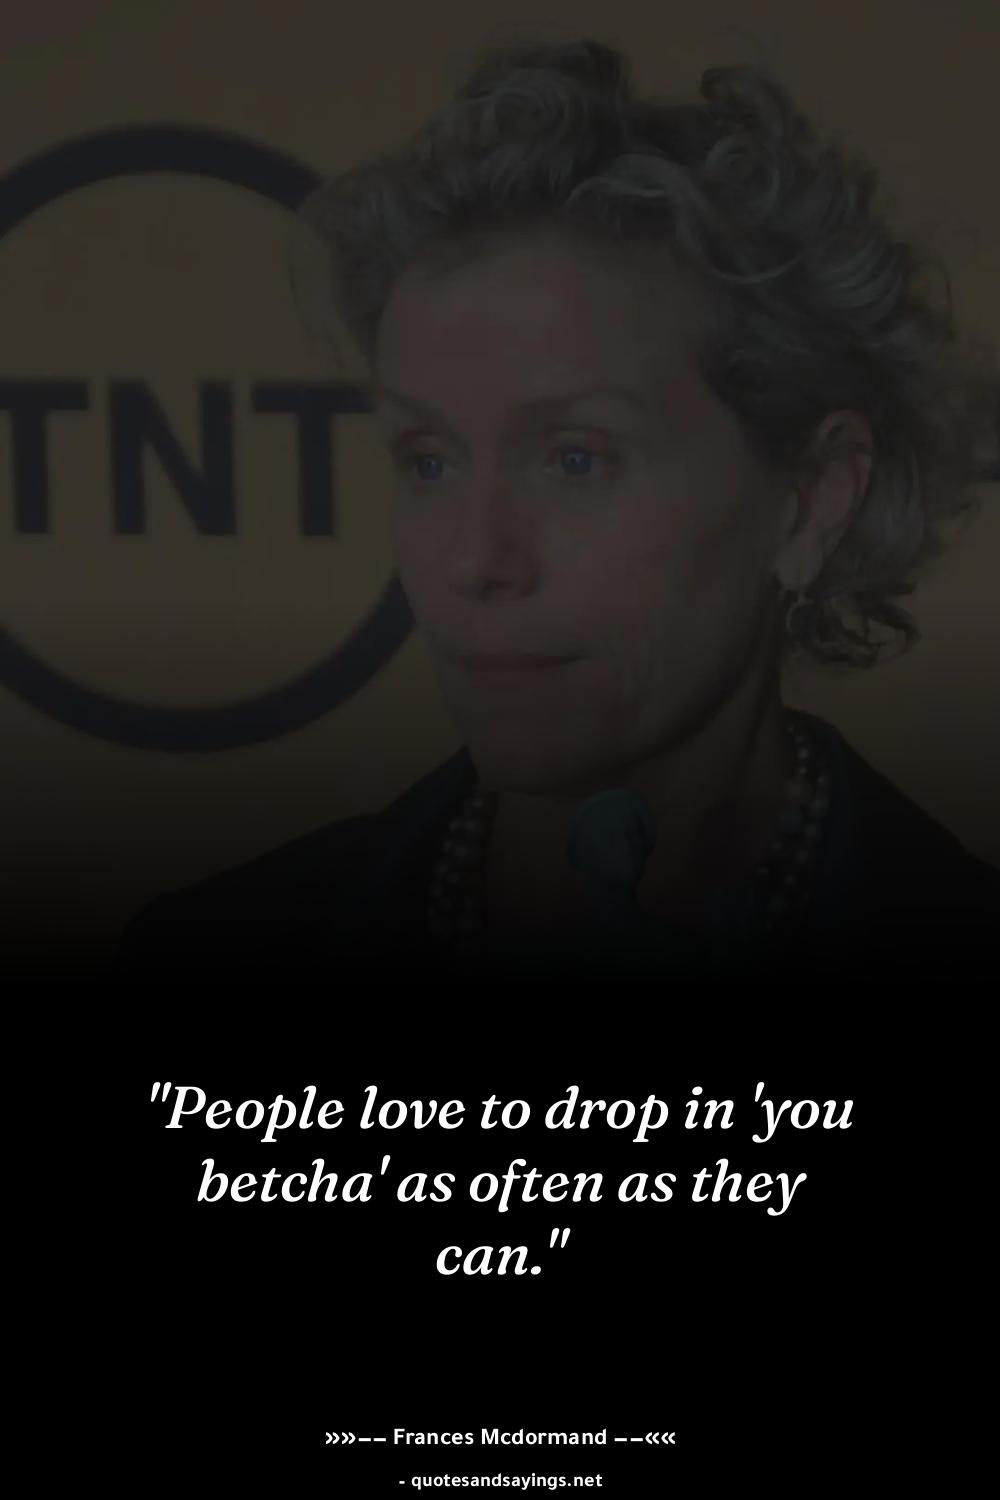 TNT
"People love to drop in 'you
betcha' as often as they
can."
»»–– Frances Mcdormand ––««
- quotesandsayings.net